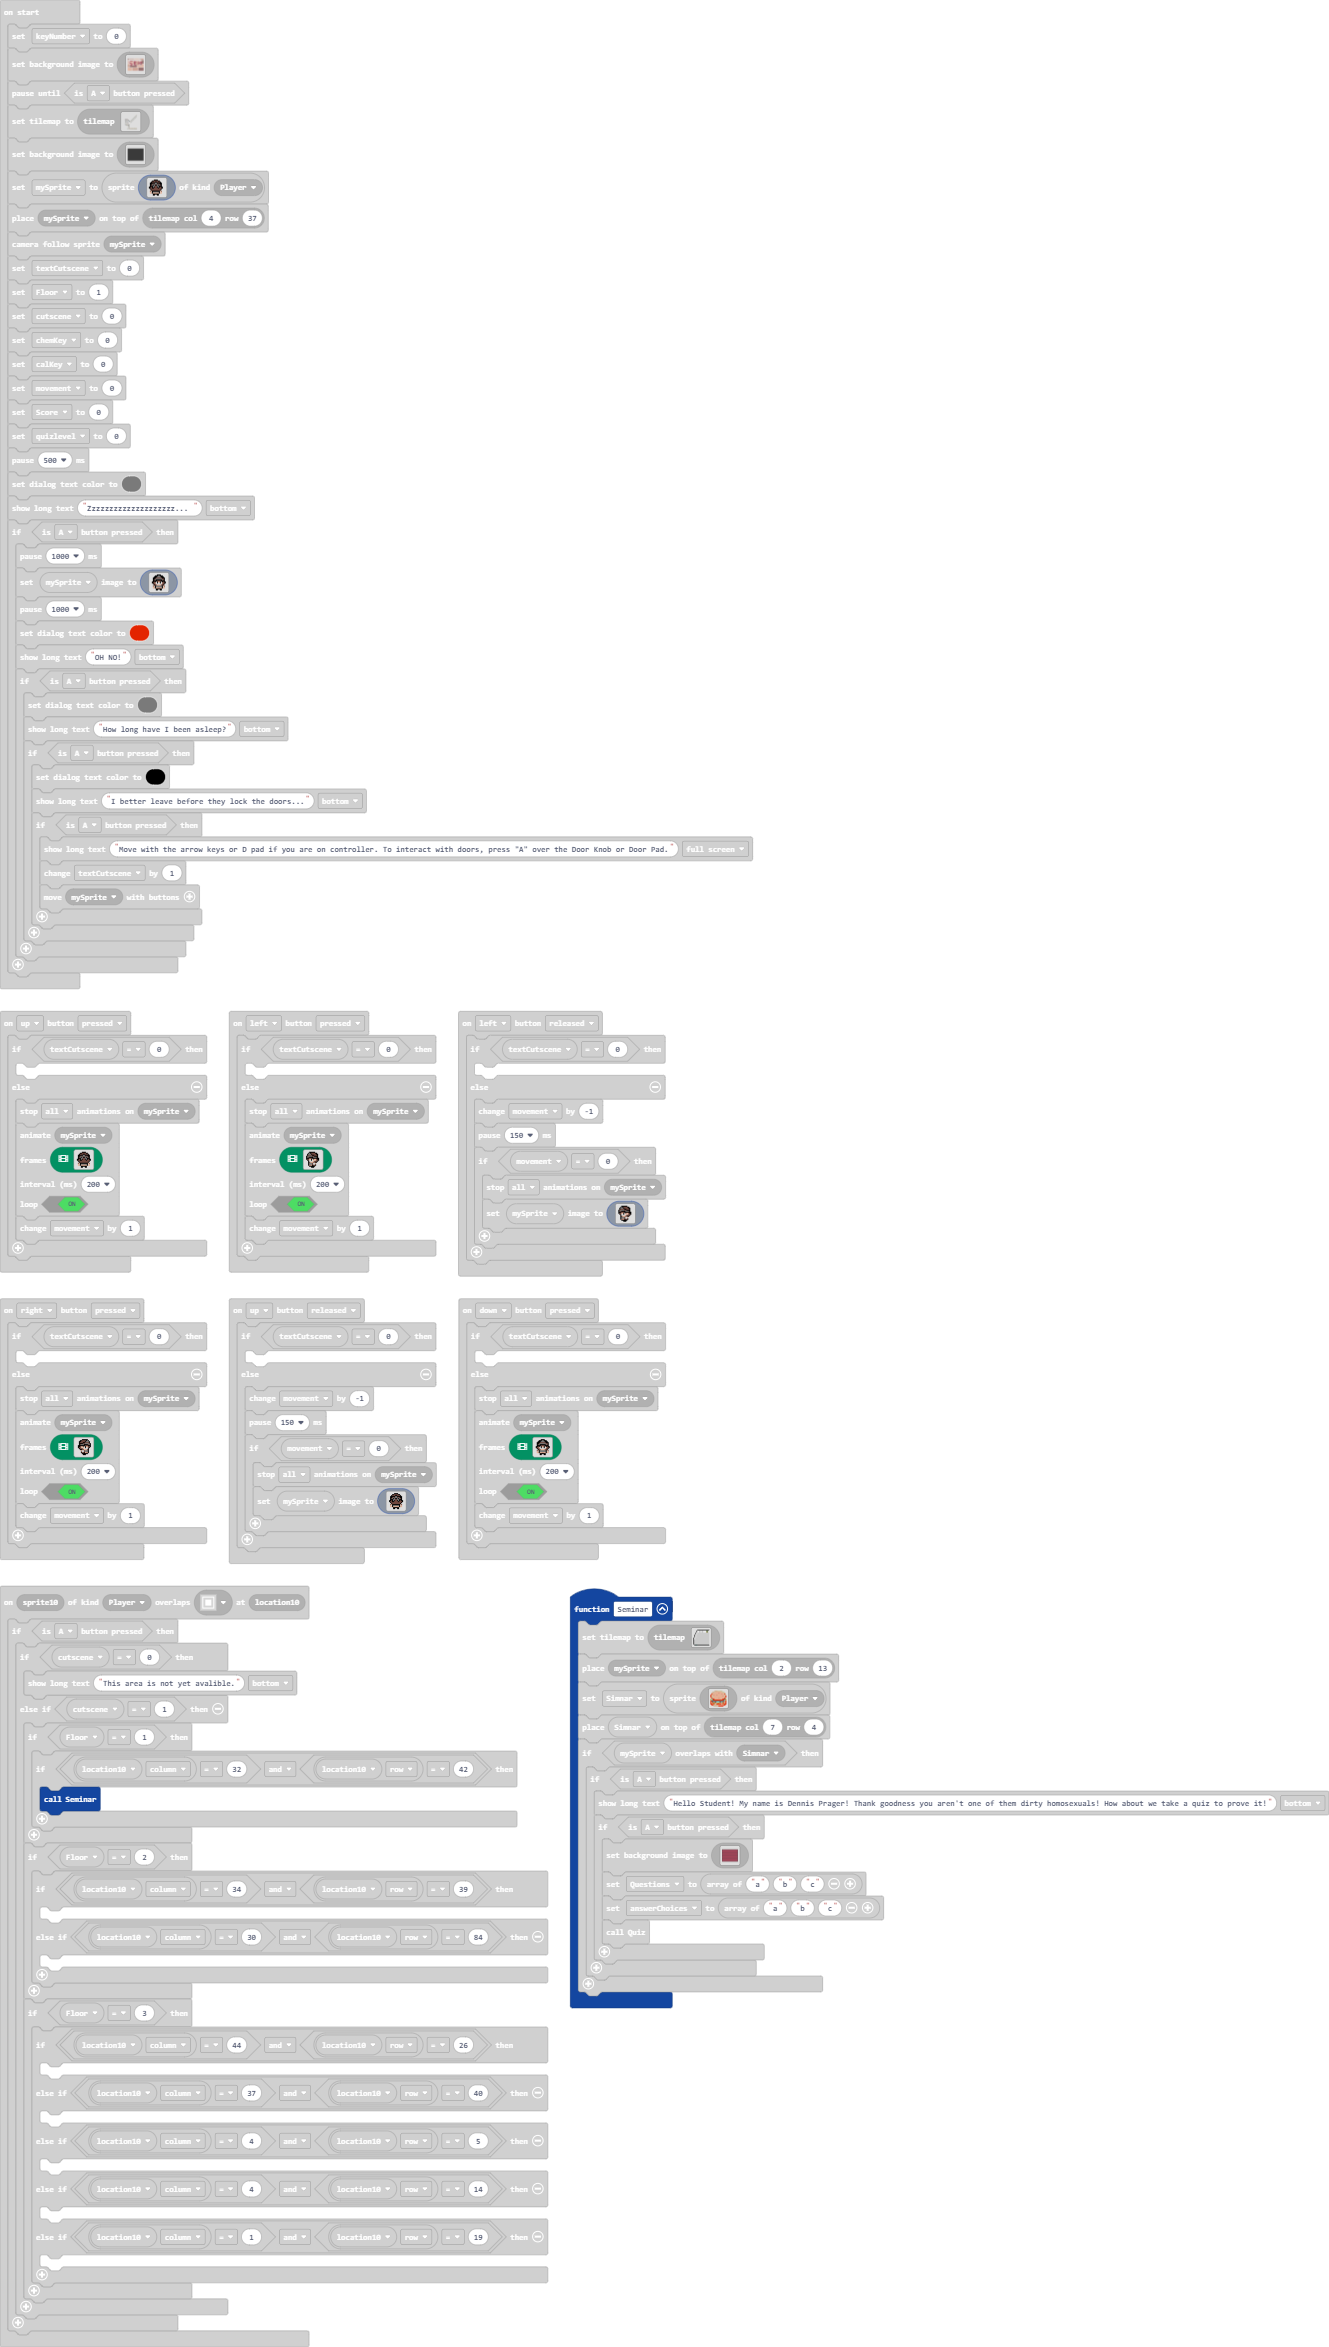 on start
set keyNumber to 0
set background image to
pause until is A button pressed
set tilemap to tilemap
set background image to
set mySprite to sprite of kind Player
place mySprite on top of tilemap col 4 row 37
camera follow sprite mySprite
set textCutscene to 0
set Floor to 1
set cutscene to 0
set chemKey to 0
set calKey to 0
set movement to 0
set Score to 0
set quizlevel to 0
pause 500 ms
set dialog text color to
show long text "Zzzzzzzzzzzzzzzzzzzz... " bottom
if is A button pressed then
pause 1000 ms
set mySprite image to
pause 1000 ms
set dialog text color to
show long text "OH NO!" bottom
if is A button pressed then
set dialog text color to
show long text "How long have I been asleep?" bottom
if is A button pressed then
set dialog text color to
show long text "I better leave before they lock the doors..." bottom
if is A button pressed then
show long text "Move with the arrow keys or D pad if you are on controller. To interact with doors, press "A" over the Door Knob or Door Pad." full screen
change textCutscene by 1
move mySprite with buttons
on up button pressed
if textCutscene = 0 then
else
stop all animations on mySprite
animate mySprite
frames
interval (ms) 200
loop ON
change movement by 1
on left button pressed
if textCutscene = 0 then
else
stop all animations on mySprite
animate mySprite
frames
interval (ms) 200
loop ON
change movement by 1
on left button released
if textCutscene = 0 then
else
change movement by -1
pause 150 ms
if movement = 0 then
stop all animations on mySprite
set mySprite image to
on right button pressed
if textCutscene = 0 then
else
stop all animations on mySprite
animate mySprite
frames
interval (ms) 200
loop ON
change movement by 1
on up button released
if textCutscene = 0 then
else
change movement by -1
pause 150 ms
if movement = 0 then
stop all animations on mySprite
set mySprite image to
on down button pressed
if textCutscene = 0 then
else
stop all animations on mySprite
animate mySprite
frames
interval (ms) 200
loop ON
change movement by 1
on sprite10 of kind Player overlaps at location10
if is A button pressed then
if cutscene = 0 then
show long text "This area is not yet avalible." bottom
else if cutscene = 1 then
if Floor = 1 then
if location10 column = 32 and location10 row = 42 then
call Seminar
if Floor = 2 then
if location10 column = 34 and location10 row = 39 then
else if location10 column = 30 and location10 row = 84 then
if Floor = 3 then
if location10 column = 44 and location10 row = 26 then
else if location10 column = 37 and location10 row = 40 then
else if location10 column = 4 and location10 row = 5 then
else if location10 column = 4 and location10 row = 14 then
else if location10 column = 1 and location10 row = 19 then
function Seminar
set tilemap to tilemap
place mySprite on top of tilemap col 2 row 13
set Simnar to sprite of kind Player
place Simnar on top of tilemap col 7 row 4
if mySprite overlaps with Simnar then
if is A button pressed then
show long text "Hello Student! My name is Dennis Prager! Thank goodness you aren't one of them dirty homosexuals! How about we take a quiz to prove it!" bottom
if is A button pressed then
set background image to
set Questions to array of "a" "b" "c"
set answerChoices to array of "a" "b" "c"
call Quiz